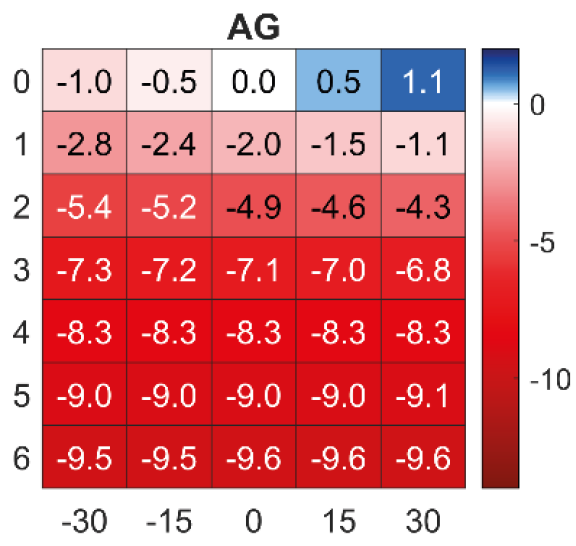 AG
0 -1.0 -0.5 0.0 0.5 1.1
1 -2.8 -2.4 -2.0 -1.5 -1.1
2 -5.4 -5.2 -4.9 -4.6 -4.3
3 -7.3 -7.2 -7.1 -7.0 -6.8
4 -8.3 -8.3 -8.3 -8.3 -8.3
5 -9.0 -9.0 -9.0 -9.0 -9.1
6 -9.5 -9.5 -9.6 -9.6 -9.6
-30 -15 0 15 30
0
-5
-10